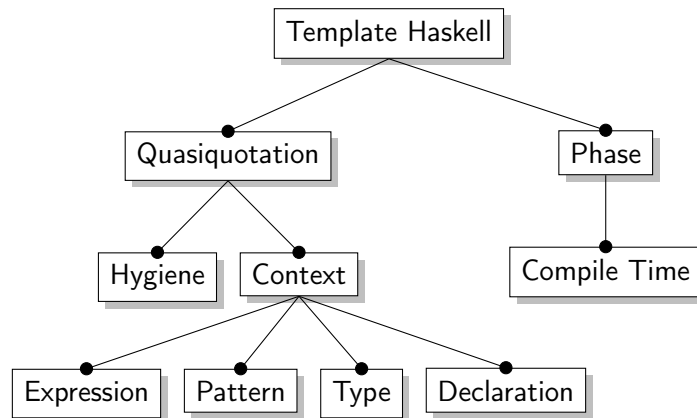 Template Haskell
Quasiquotation
Phase
Hygiene
Context
Compile Time
Expression
Pattern
Type
Declaration